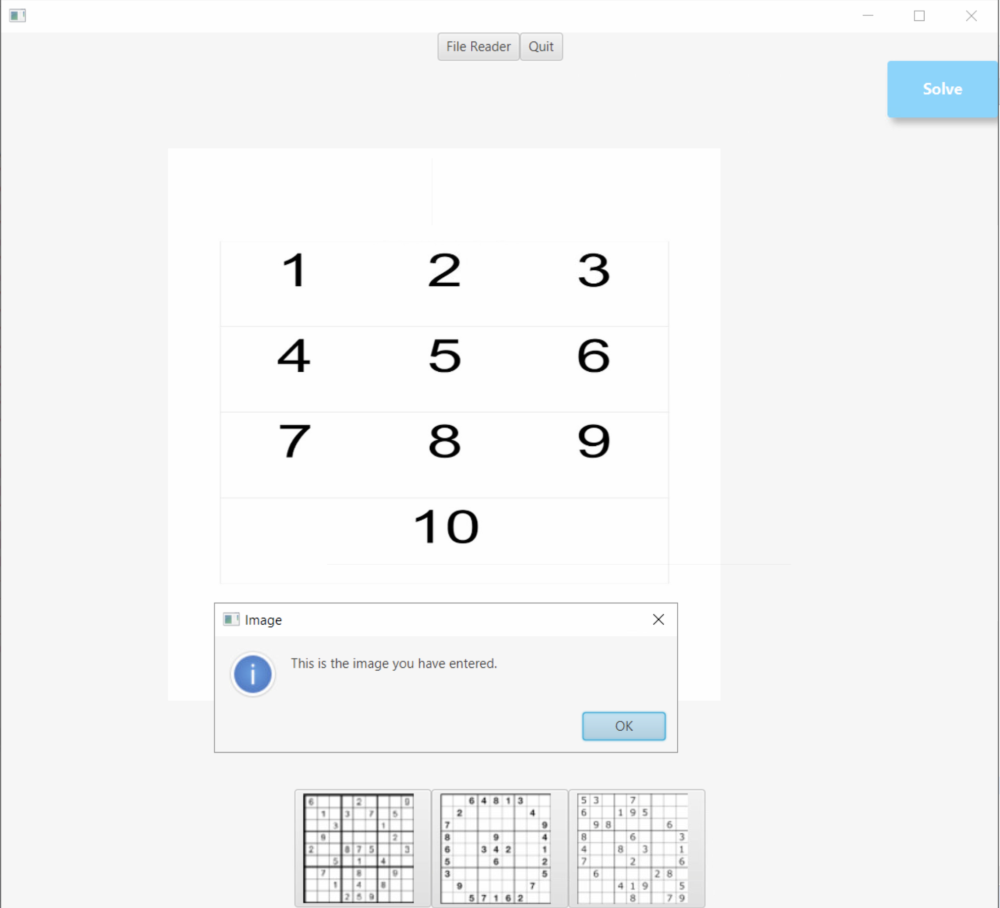 File Reader Quit
Solve
1 2 3
4 5 6
7 8 9
10
Image
This is the image you have entered.
OK
6 2 9
1 3 7 5
3 1
9 2
2 8 7 5 3
5 1 4
7 8 9
1 4 8
2 5 9
6 4 8 1 3
2 4
7 9
8 9 4
6 3 4 2 1
5 6 2
3 5
9 7
5 7 1 6 2
5 3 7
6 1 9 5
9 8 6
8 6 3
4 8 3 1
7 2 6
6 2 8
4 1 9 5
8 7 9